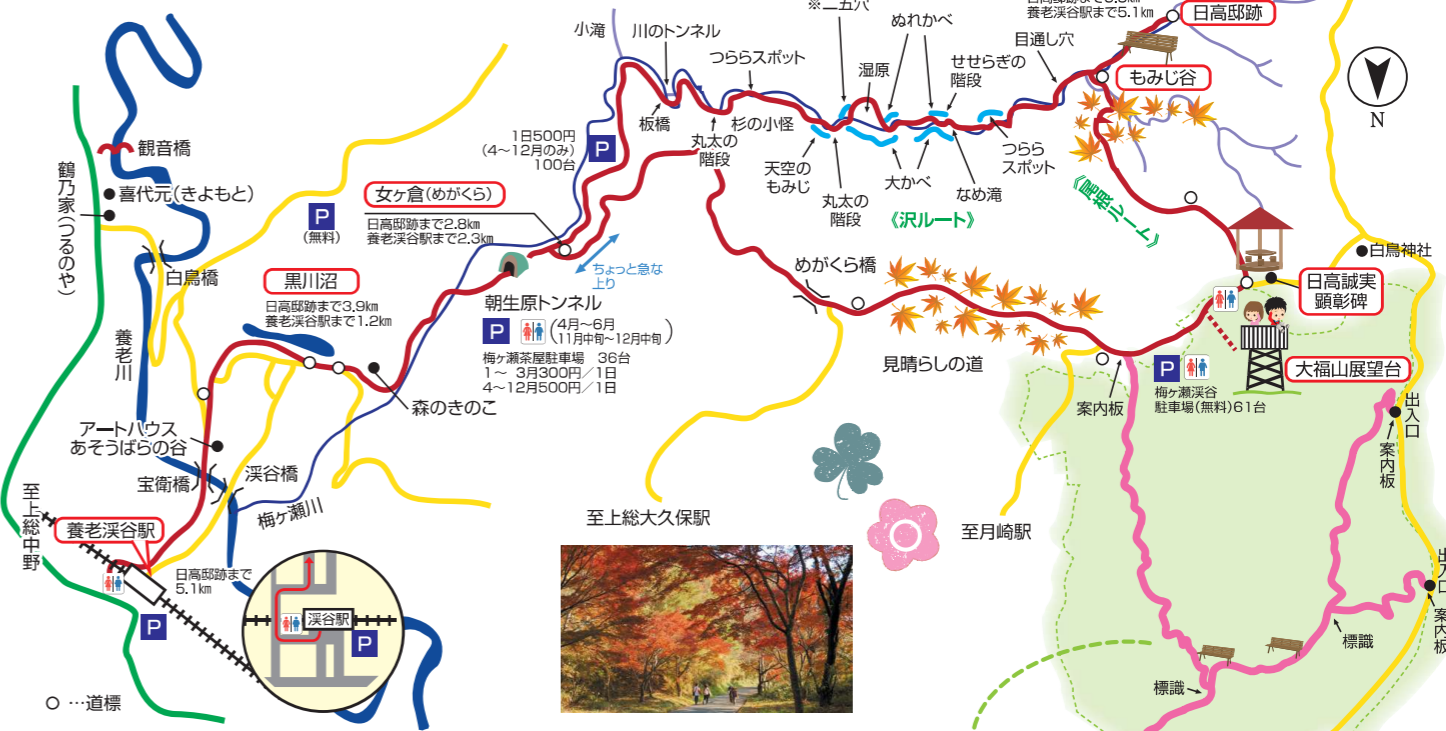 小滝
川のトンネル
つららスポット
※二五穴
ぬれかべ
湿原
せせらぎの
階段
目通し穴
養老渓谷駅まで5.1km
日高邸跡
もみじ谷
N
板橋
丸太の
階段
杉の小怪
天空の
もみじ
丸太の
階段
大かべ
なめ滝
つらら
スポット
《沢ルート》
《尾根ルート》
1日500円
(4〜12月のみ)
100台
P
観音橋
喜代元(きよもと)
鶴乃家(つるのや)
白鳥橋
養老川
P
(無料)
女ヶ倉(めがくら)
日高邸跡まで2.8km
養老渓谷駅まで2.3km
ちょっと急な
上り
黒川沼
日高邸跡まで3.9km
養老渓谷駅まで1.2km
朝生原トンネル
P
(4月〜6月
11月中旬〜12月中旬)
梅ヶ瀬茶屋駐車場 36台
1〜 3月300円/1日
4〜12月500円/1日
森のきのこ
めがくら橋
見晴らしの道
白鳥神社
日高誠実
顕彰碑
大福山展望台
P
梅ヶ瀬渓谷
駐車場(無料)61台
案内板
出入口
案内板
出入口
案内板
標識
標識
アートハウス
あそうばらの谷
宝衛橋
渓谷橋
梅ヶ瀬川
至上総中野
養老渓谷駅
日高邸跡まで
5.1km
P
渓谷駅
P
至上総大久保駅
至月崎駅
○ …道標